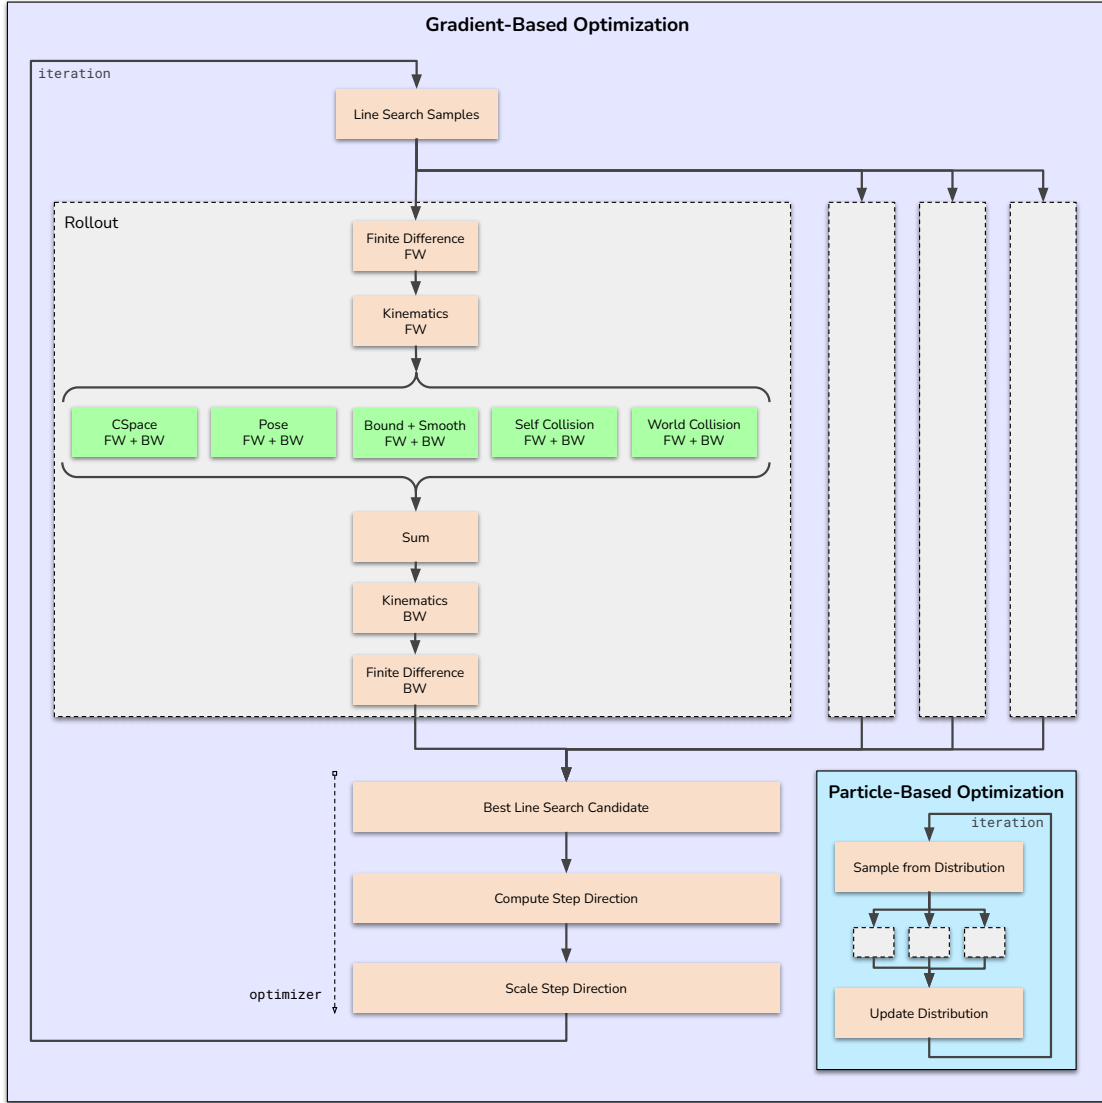 Gradient-Based Optimization
iteration
Line Search Samples
Rollout
Finite Difference
FW
Kinematics
FW
CSpace
FW + BW
Pose
FW + BW
Bound + Smooth
FW + BW
Self Collision
FW + BW
World Collision
FW + BW
Sum
Kinematics
BW
Finite Difference
BW
Best Line Search Candidate
Compute Step Direction
Scale Step Direction
optimizer
Particle-Based Optimization
iteration
Sample from Distribution
Update Distribution